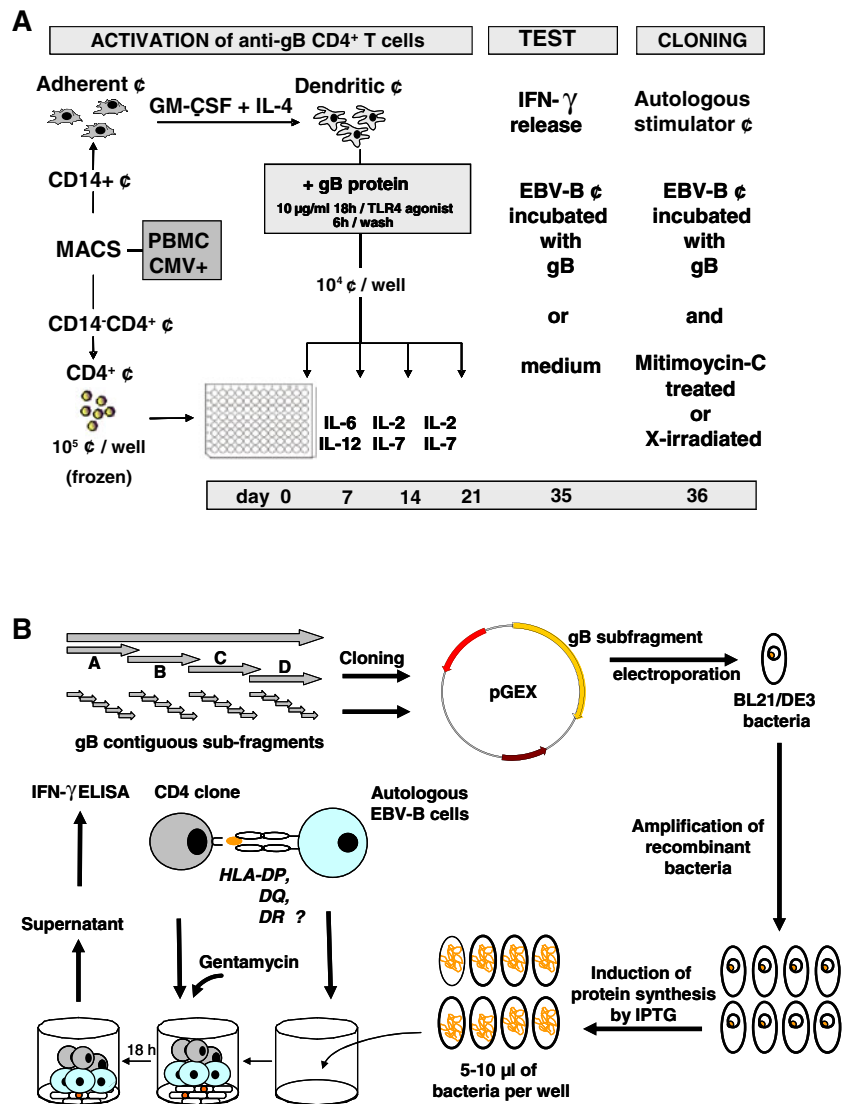 A
ACTIVATION of anti-gB CD4⁺ T cells
TEST
CLONING
Adherent ¢
GM-ÇSF + IL-4
Dendritic ¢
CD14+ ¢
MACS
PBMC
CMV+
CD14⁻CD4⁺ ¢
CD4⁺ ¢
10⁵ ¢ / well
(frozen)
+ gB protein
10 µg/ml 18h / TLR4 agonist
6h / wash
10⁴ ¢ / well
IL-6 IL-2 IL-2
IL-12 IL-7 IL-7
IFN-γ
release
EBV-B ¢
incubated
with
gB
or
medium
Autologous
stimulator ¢
EBV-B ¢
incubated
with
gB
and
Mitimoycin-C
treated
or
X-irradiated
day 0 7 14 21 35 36
B
A
B
C
D
gB contiguous sub-fragments
Cloning
pGEX
gB subfragment
electroporation
BL21/DE3
bacteria
Amplification of
recombinant
bacteria
Induction of
protein synthesis
by IPTG
5-10 µl of
bacteria per well
IFN-γ ELISA
CD4 clone
Autologous
EBV-B cells
HLA-DP,
DQ,
DR ?
Supernatant
Gentamycin
18 h